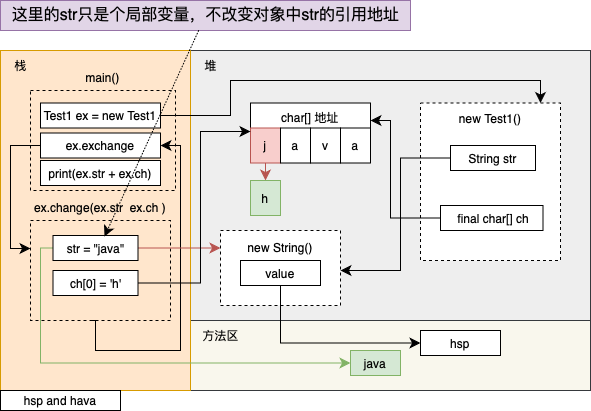 这里的str只是个局部变量，不改变对象中str的引用地址
栈
main()
Test1 ex = new Test1
ex.exchange
print(ex.str + ex.ch)
ex.change(ex.str ex.ch )
str = "java"
ch[0] = 'h'
堆
char[] 地址
j a v a
h
new Test1()
String str
final char[] ch
new String()
value
方法区
hsp
java
hsp and hava